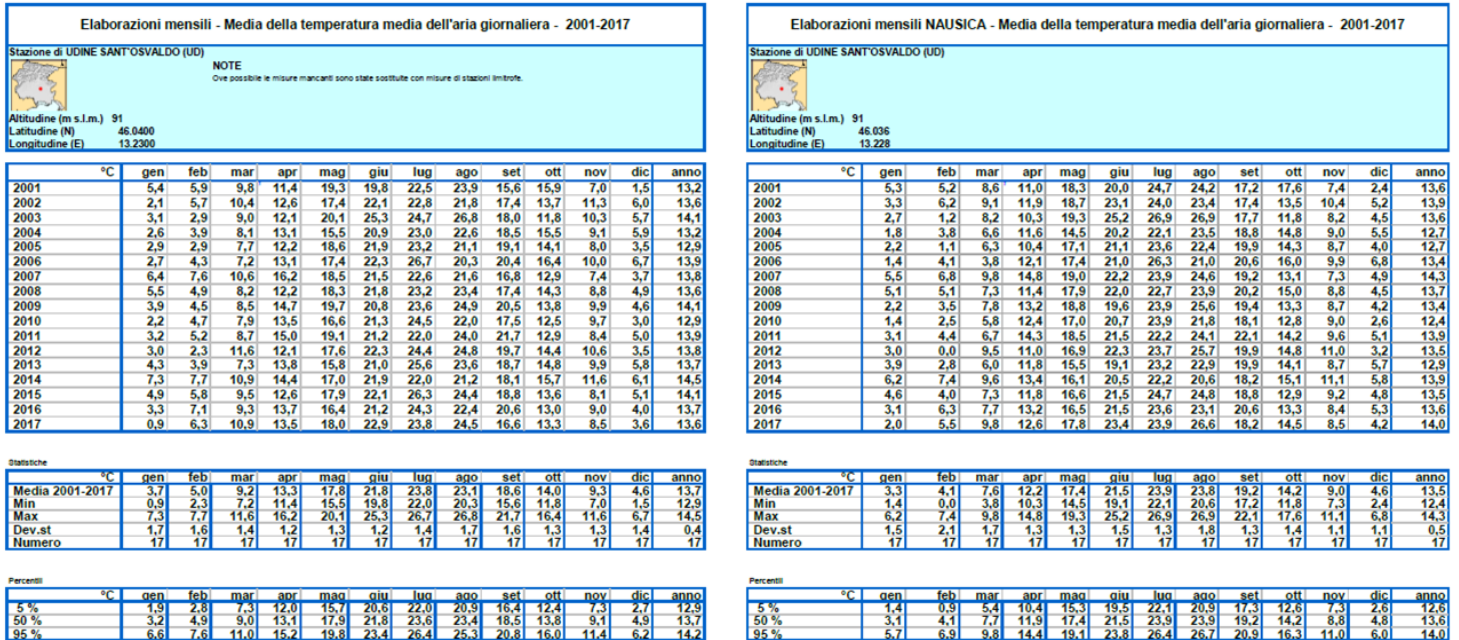 Elaborazioni mensili - Media della temperatura media dell'aria giornaliera - 2001-2017
Stazione di UDINE SANT'OSVALDO (UD)
NOTE
Ove possibile le misure mancanti sono state sostituite con misure di stazioni limitrofe.
Altitudine (m s.l.m.) 91
Latitudine (N) 46.0400
Longitudine (E) 13.2300
°C gen feb mar apr mag giu lug ago set ott nov dic anno
2001 5,4 5,9 9,8 11,4 19,3 19,8 22,5 23,9 15,6 15,9 7,0 1,5 13,2
2002 2,1 5,7 10,4 12,6 17,4 22,1 22,8 21,8 17,4 13,7 11,3 6,0 13,6
2003 3,1 2,9 9,0 12,1 20,1 25,3 24,7 26,8 18,0 11,8 10,3 5,7 14,1
2004 2,6 3,9 8,1 13,1 15,5 20,9 23,0 22,6 18,5 15,5 9,1 5,9 13,2
2005 2,9 2,9 7,7 12,2 18,6 21,9 23,2 21,1 19,1 14,1 8,0 3,5 12,9
2006 2,7 4,3 7,2 13,1 17,4 22,3 26,7 20,3 20,4 16,4 10,0 6,7 13,9
2007 6,4 7,6 10,6 16,2 18,5 21,5 22,6 21,6 16,8 12,9 7,4 3,7 13,8
2008 5,5 4,9 8,2 12,2 18,3 21,8 23,2 23,4 17,4 14,3 8,8 4,9 13,6
2009 3,9 4,5 8,5 14,7 19,7 20,8 23,6 24,9 20,5 13,8 9,9 4,6 14,1
2010 2,2 4,7 7,9 13,5 16,6 21,3 24,5 22,0 17,5 12,5 9,7 3,0 12,9
2011 3,2 5,2 8,7 15,0 19,1 21,2 22,0 24,0 21,7 12,9 8,4 5,0 13,9
2012 3,0 2,3 11,6 12,1 17,6 22,3 24,4 24,8 19,7 14,4 10,6 3,5 13,8
2013 4,3 3,9 7,3 13,8 15,8 21,0 25,6 23,6 18,7 14,8 9,9 5,8 13,7
2014 7,3 7,7 10,9 14,4 17,0 21,9 22,0 21,2 18,1 15,7 11,6 6,1 14,5
2015 4,9 5,8 9,5 12,6 17,9 22,1 26,3 24,4 18,8 13,6 8,1 5,1 14,1
2016 3,3 7,1 9,3 13,7 16,4 21,2 24,3 22,4 20,6 13,0 9,0 4,0 13,7
2017 0,9 6,3 10,9 13,5 18,0 22,9 23,8 24,5 16,6 13,3 8,5 3,6 13,6
Statistiche
°C gen feb mar apr mag giu lug ago set ott nov dic anno
Media 2001-2017 3,7 5,0 9,2 13,3 17,8 21,8 23,8 23,1 18,6 14,0 9,3 4,6 13,7
Min 0,9 2,3 7,2 11,4 15,5 19,8 22,0 20,3 15,6 11,8 7,0 1,5 12,9
Max 7,3 7,7 11,6 16,2 20,1 25,3 26,7 26,8 21,7 16,4 11,6 6,7 14,5
Dev.st 1,7 1,6 1,4 1,2 1,3 1,2 1,4 1,7 1,6 1,3 1,3 1,4 0,4
Numero 17 17 17 17 17 17 17 17 17 17 17 17 17
Percentili
°C gen feb mar apr mag giu lug ago set ott nov dic anno
5 % 1,9 2,8 7,3 12,0 15,7 20,6 22,0 20,9 16,4 12,4 7,3 2,7 12,9
50 % 3,2 4,9 9,0 13,1 17,9 21,8 23,6 23,4 18,5 13,8 9,1 4,9 13,7
95 % 6,6 7,6 11,0 15,2 19,8 23,4 26,4 25,3 20,8 16,0 11,4 6,2 14,2
Elaborazioni mensili NAUSICA - Media della temperatura media dell'aria giornaliera - 2001-2017
Stazione di UDINE SANT'OSVALDO (UD)
Altitudine (m s.l.m.) 91
Latitudine (N) 46.036
Longitudine (E) 13.228
°C gen feb mar apr mag giu lug ago set ott nov dic anno
2001 5,3 5,2 8,6 11,0 18,3 20,0 24,7 24,2 17,2 17,6 7,4 2,4 13,6
2002 3,3 6,2 9,1 11,9 18,7 23,1 24,0 23,4 17,4 13,5 10,4 5,2 13,9
2003 2,7 1,2 8,2 10,3 19,3 25,2 26,9 26,9 17,7 11,8 8,2 4,5 13,6
2004 1,8 3,8 6,6 11,6 14,5 20,2 22,1 23,5 18,8 14,8 9,0 5,5 12,7
2005 2,2 1,1 6,3 10,4 17,1 21,1 23,6 22,4 19,9 14,3 8,7 4,0 12,7
2006 1,4 4,1 3,8 12,1 17,4 21,0 26,3 21,0 20,6 16,0 9,9 6,8 13,4
2007 5,5 6,8 9,8 14,8 19,0 22,2 23,9 24,6 19,2 13,1 7,3 4,9 14,3
2008 5,1 5,1 7,3 11,4 17,9 22,0 22,7 23,9 20,2 15,0 8,8 4,5 13,7
2009 2,2 3,5 7,8 13,2 18,8 19,6 23,9 25,6 19,4 13,3 8,7 4,2 13,4
2010 1,4 2,5 5,8 12,4 17,0 20,7 23,9 21,8 18,1 12,8 9,0 2,6 12,4
2011 3,1 4,4 6,7 14,3 18,5 21,5 22,2 24,1 22,1 14,2 9,6 5,1 13,9
2012 3,0 0,0 9,5 11,0 16,9 22,3 23,7 25,7 19,9 14,8 11,0 3,2 13,5
2013 3,9 2,8 6,0 11,8 15,5 19,1 23,2 22,9 19,9 14,1 8,7 5,7 12,9
2014 6,2 7,4 9,6 13,4 16,1 20,5 22,2 20,6 18,2 15,1 11,1 5,8 13,9
2015 4,6 4,0 7,3 11,8 16,6 21,5 24,7 24,8 18,8 12,9 9,2 4,8 13,5
2016 3,1 6,3 7,7 13,2 16,5 21,5 23,6 23,1 20,6 13,3 8,4 5,3 13,6
2017 2,0 5,5 9,8 12,6 17,8 23,4 23,9 26,6 18,2 14,5 8,5 4,2 14,0
Statistiche
°C gen feb mar apr mag giu lug ago set ott nov dic anno
Media 2001-2017 3,3 4,1 7,6 12,2 17,4 21,5 23,9 23,8 19,2 14,2 9,0 4,6 13,5
Min 1,4 0,0 3,8 10,3 14,5 19,1 22,1 20,6 17,2 11,8 7,3 2,4 12,4
Max 6,2 7,4 9,8 14,8 19,3 25,2 26,9 26,9 22,1 17,6 11,1 6,8 14,3
Dev.st 1,5 2,1 1,7 1,3 1,3 1,5 1,3 1,8 1,3 1,4 1,1 1,1 0,5
Numero 17 17 17 17 17 17 17 17 17 17 17 17 17
Percentili
°C gen feb mar apr mag giu lug ago set ott nov dic anno
5 % 1,4 0,9 5,4 10,4 15,3 19,5 22,1 20,9 17,3 12,6 7,3 2,6 12,6
50 % 3,1 4,1 7,7 11,9 17,4 21,5 23,9 23,9 19,2 14,2 8,8 4,8 13,6
95 % 5,7 6,9 9,8 14,4 19,1 23,8 26,4 26,7 20,9 16,3 11,0 6,0 14,0